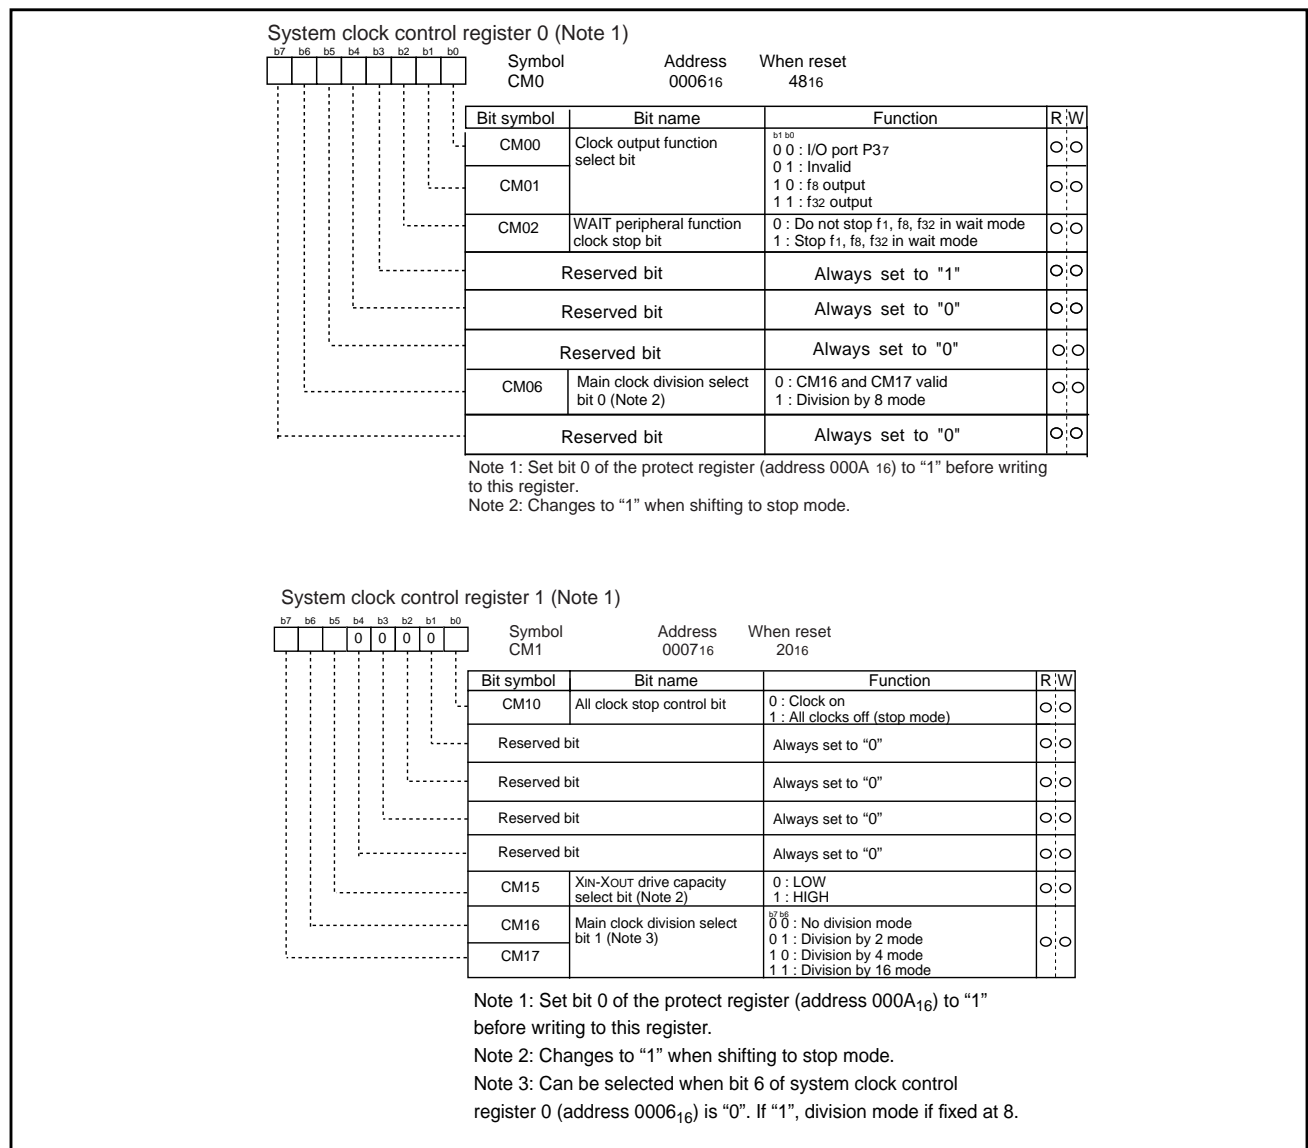 System clock control register 0 (Note 1)
b7 b6 b5 b4 b3 b2 b1 b0
Symbol Address When reset
CM0 000616 4816
Bit symbol Bit name Function R W
CM00 Clock output function select bit
b1 b0
0 0 : I/O port P37
0 1 : Invalid
CM01 1 0 : f8 output
1 1 : f32 output
CM02 WAIT peripheral function clock stop bit
0 : Do not stop f1, f8, f32 in wait mode
1 : Stop f1, f8, f32 in wait mode
Reserved bit Always set to "1"
Reserved bit Always set to "0"
Reserved bit Always set to "0"
CM06 Main clock division select bit 0 (Note 2)
0 : CM16 and CM17 valid
1 : Division by 8 mode
Reserved bit Always set to "0"
Note 1: Set bit 0 of the protect register (address 000A 16) to “1” before writing
to this register.
Note 2: Changes to “1” when shifting to stop mode.
System clock control register 1 (Note 1)
b7 b6 b5 b4 b3 b2 b1 b0
0 0 0 0
Symbol Address When reset
CM1 000716 2016
Bit symbol Bit name Function R W
CM10 All clock stop control bit
0 : Clock on
1 : All clocks off (stop mode)
Reserved bit Always set to “0”
Reserved bit Always set to “0”
Reserved bit Always set to “0”
Reserved bit Always set to “0”
CM15 XIN-XOUT drive capacity select bit (Note 2)
0 : LOW
1 : HIGH
CM16 Main clock division select bit 1 (Note 3)
b7 b6
0 0 : No division mode
0 1 : Division by 2 mode
CM17 1 0 : Division by 4 mode
1 1 : Division by 16 mode
Note 1: Set bit 0 of the protect register (address 000A16) to “1”
before writing to this register.
Note 2: Changes to “1” when shifting to stop mode.
Note 3: Can be selected when bit 6 of system clock control
register 0 (address 000616) is “0”. If “1”, division mode if fixed at 8.